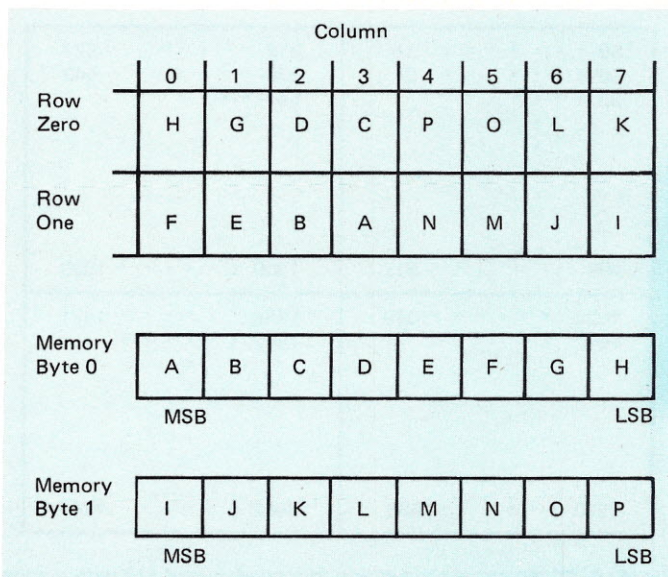 Column
0 1 2 3 4 5 6 7
Row
Zero H G D C P O L K
Row
One F E B A N M J I
Memory
Byte 0 A B C D E F G H
MSB LSB
Memory
Byte 1 I J K L M N O P
MSB LSB